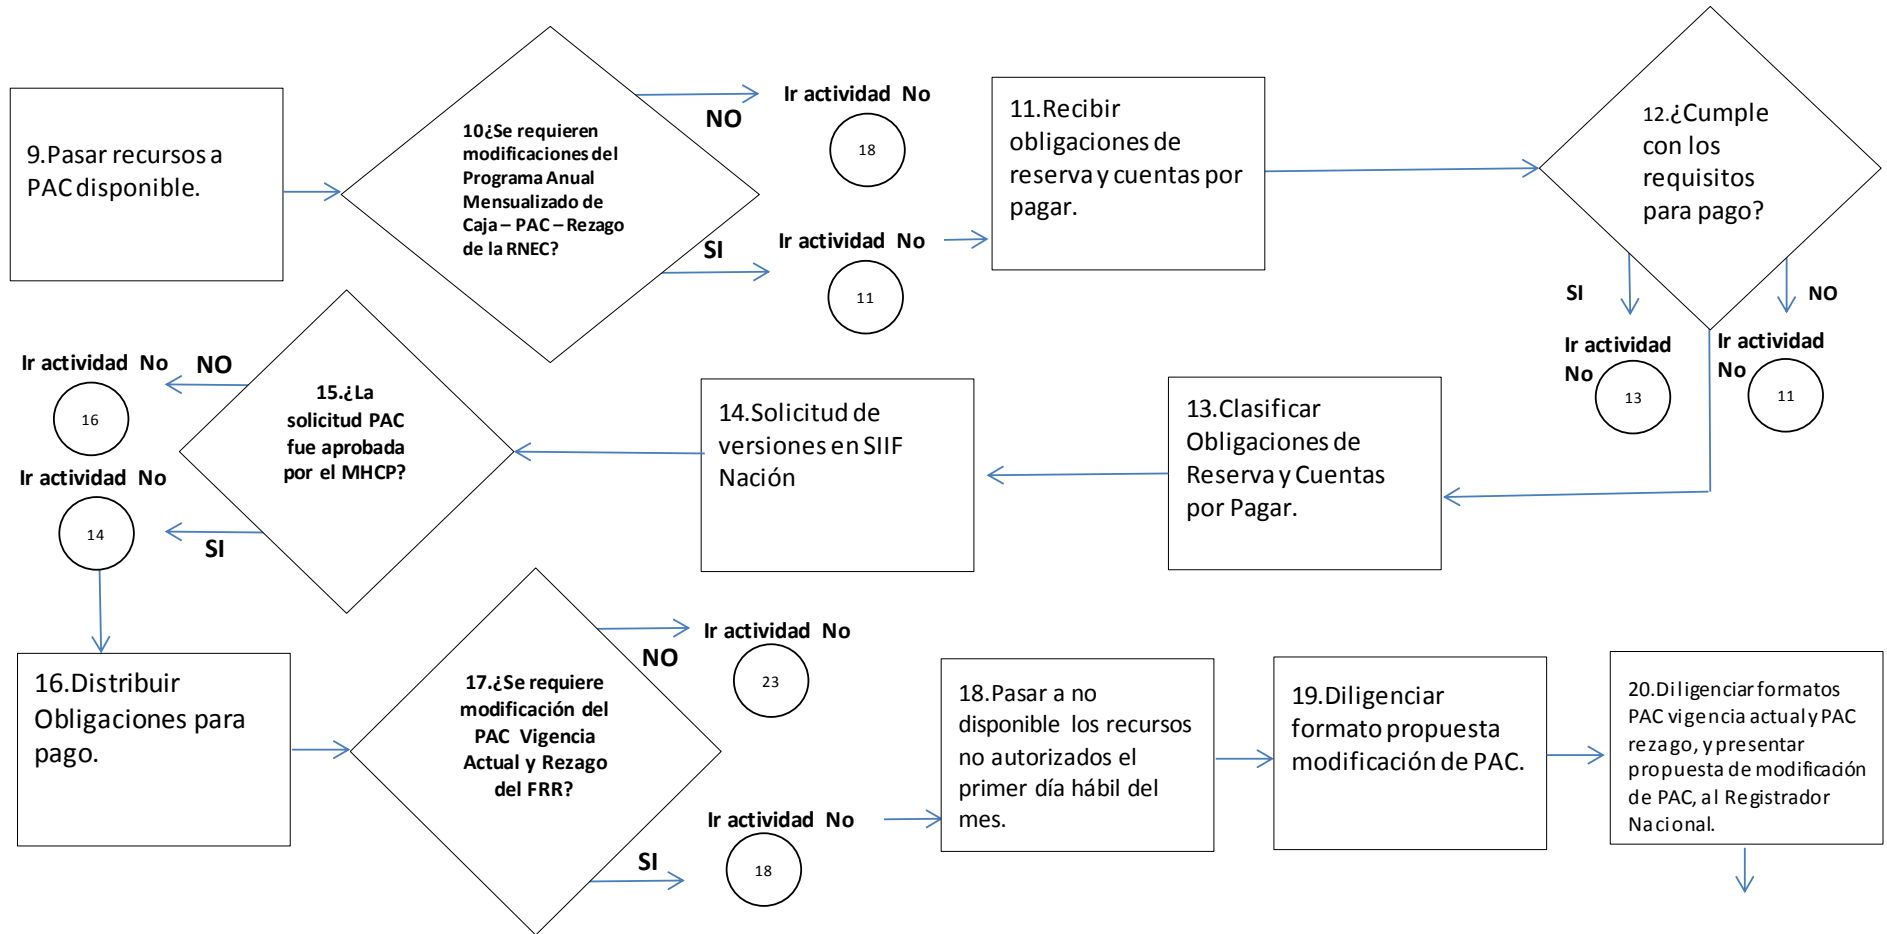 9.Pasar recursos a
PAC disponible.
10¿Se requieren
modificaciones del
Programa Anual
Mensualizado de
Caja – PAC – Rezago
de la RNEC?
NO
Ir actividad No
18
SI
Ir actividad No
11
11.Recibir
obligaciones de
reserva y cuentas por
pagar.
12.¿Cumple
con los
requisitos
para pago?
SI
Ir actividad
No
13
NO
Ir actividad
No
11
13.Clasificar
Obligaciones de
Reserva y Cuentas
por Pagar.
14.Solicitud de
versiones en SIIF
Nación
15.¿La
solicitud PAC
fue aprobada
por el MHCP?
NO
Ir actividad No
16
SI
Ir actividad No
14
16.Distribuir
Obligaciones para
pago.
17.¿Se requiere
modificación del
PAC Vigencia
Actual y Rezago
del FRR?
NO
Ir actividad No
23
SI
Ir actividad No
18
18.Pasar a no
disponible los recursos
no autorizados el
primer día hábil del
mes.
19.Diligenciar
formato propuesta
modificación de PAC.
20.Diligenciar formatos
PAC vigencia actual y PAC
rezago, y presentar
propuesta de modificación
de PAC, al Registrador
Nacional.